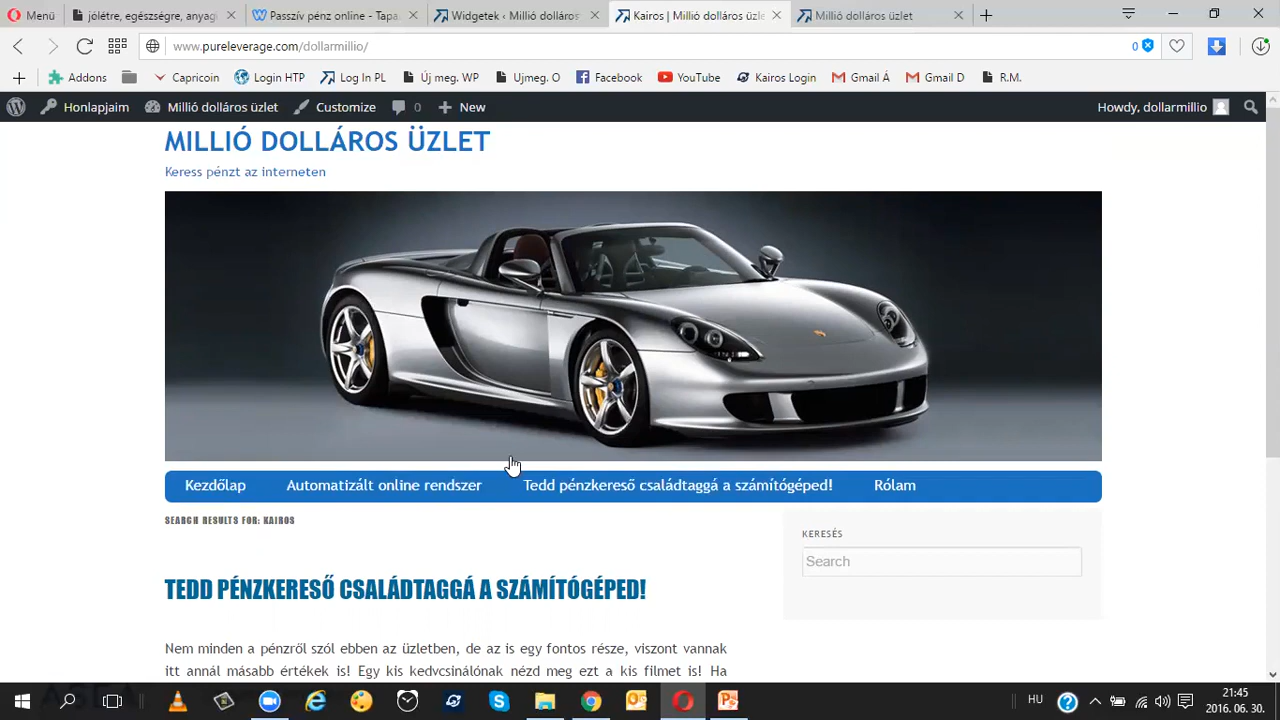 Menü
jólétre, egészségre, anyagi
Passzív pénz online - Tapa
Widgetek ‹ Millió dolláros
Kairos | Millió dolláros üzle
Millió dolláros üzlet
www.pureleverage.com/dollarmillio/
0
Addons
Capricoin
Login HTP
Log In PL
Új meg. WP
Ujmeg. O
Facebook
YouTube
Kairos Login
Gmail Á
Gmail D
R.M.
Honlapjaim
Millió dolláros üzlet
Customize
0
New
Howdy, dollarmillio
MILLIÓ DOLLÁROS ÜZLET
Keress pénzt az interneten
Kezdőlap
Automatizált online rendszer
Tedd pénzkereső családtaggá a számítógéped!
Rólam
SEARCH RESULTS FOR: KAIROS
KERESÉS
Search
TEDD PÉNZKERESŐ CSALÁDTAGGÁ A SZÁMÍTÓGÉPED!
Nem minden a pénzről szól ebben az üzletben, de az is egy fontos része, viszont vannak
itt annál másabb értékek is! Egy kis kedvcsinálónak nézd meg ezt a kis filmet is! Ha
HU
21:45
2016. 06. 30.